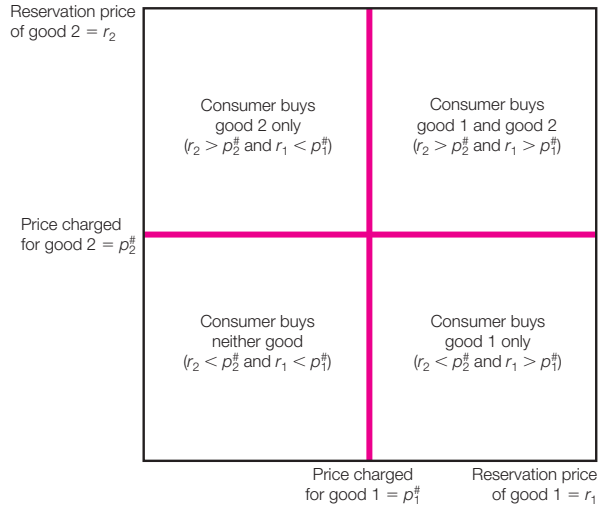 Reservation price
of good 2 = r₂
Consumer buys
good 2 only
(r₂ > p₂# and r₁ < p₁#)
Consumer buys
good 1 and good 2
(r₂ > p₂# and r₁ > p₁#)
Price charged
for good 2 = p₂#
Consumer buys
neither good
(r₂ < p₂# and r₁ < p₁#)
Consumer buys
good 1 only
(r₂ < p₂# and r₁ > p₁#)
Price charged
for good 1 = p₁#
Reservation price
of good 1 = r₁